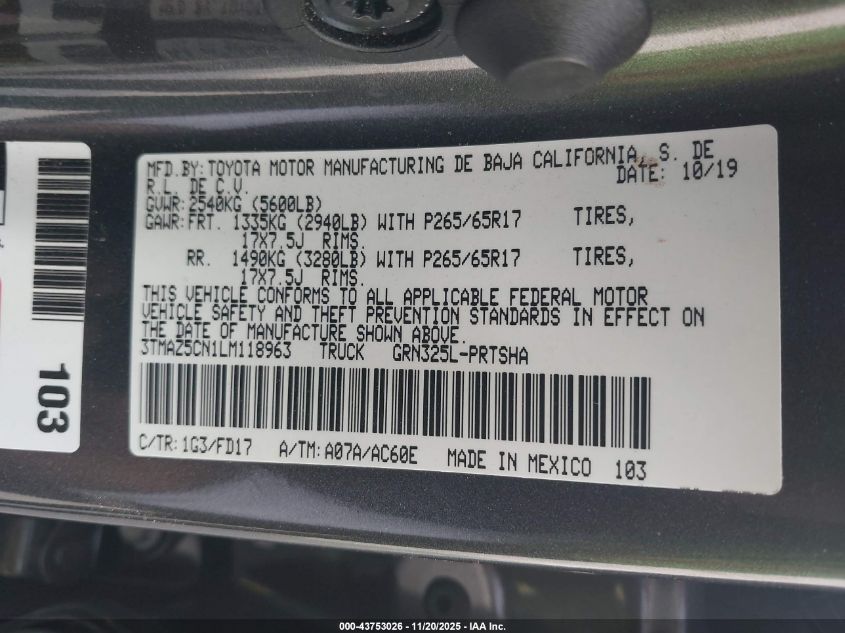 MFD.BY:TOYOTA MOTOR MANUFACTURING DE BAJA CALIFORNIA, S. DE
R.L. DE C.V. DATE: 10/19
GVWR:2540KG (5600LB)
GAWR:FRT. 1335KG (2940LB) WITH P265/65R17 TIRES,
17X7.5J RIMS.
RR. 1490KG (3280LB) WITH P265/65R17 TIRES,
17X7.5J RIMS.
THIS VEHICLE CONFORMS TO ALL APPLICABLE FEDERAL MOTOR
VEHICLE SAFETY AND THEFT PREVENTION STANDARDS IN EFFECT ON
THE DATE OF MANUFACTURE SHOWN ABOVE.
3TMAZ5CN1LM118963 TRUCK GRN325L-PRTSHA
C/TR: 1G3/FD17 A/TM: A07A/AC60E MADE IN MEXICO 103
103
000-43753026 - 11/20/2025 - IAA Inc.